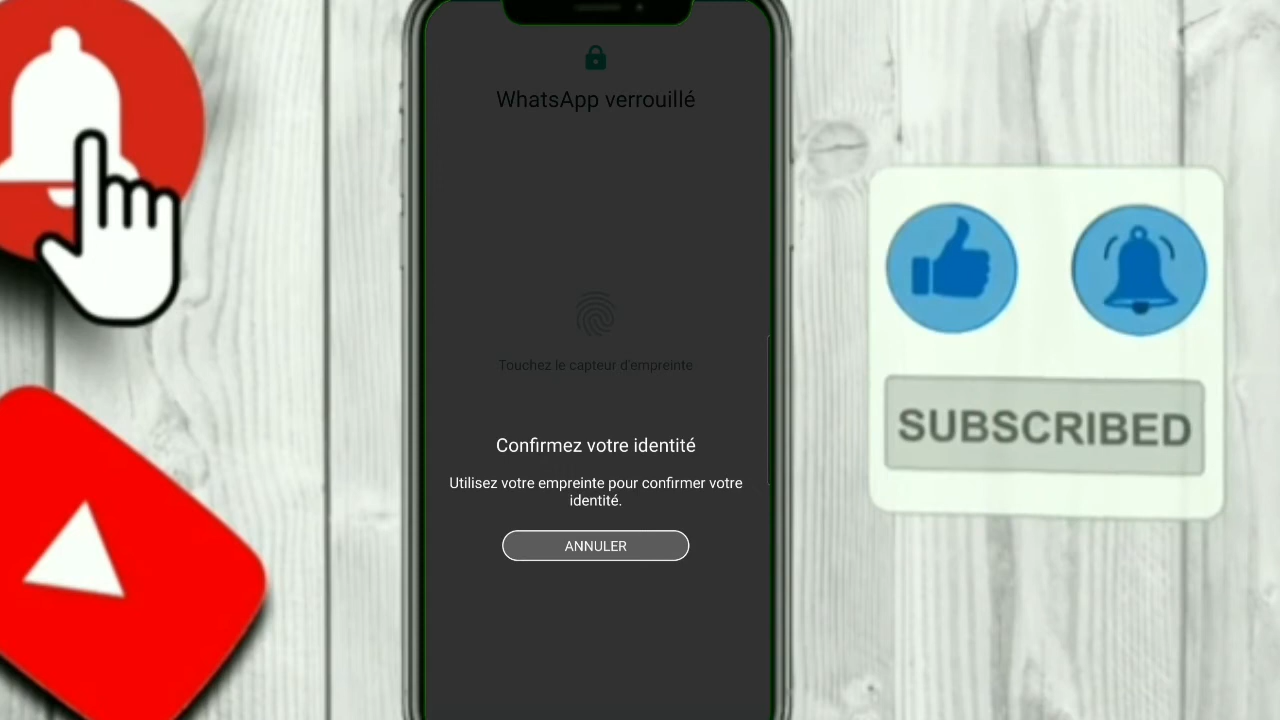 WhatsApp verrouillé
Touchez le capteur d'empreinte
Confirmez votre identité
Utilisez votre empreinte pour confirmer votre
identité.
ANNULER
SUBSCRIBED